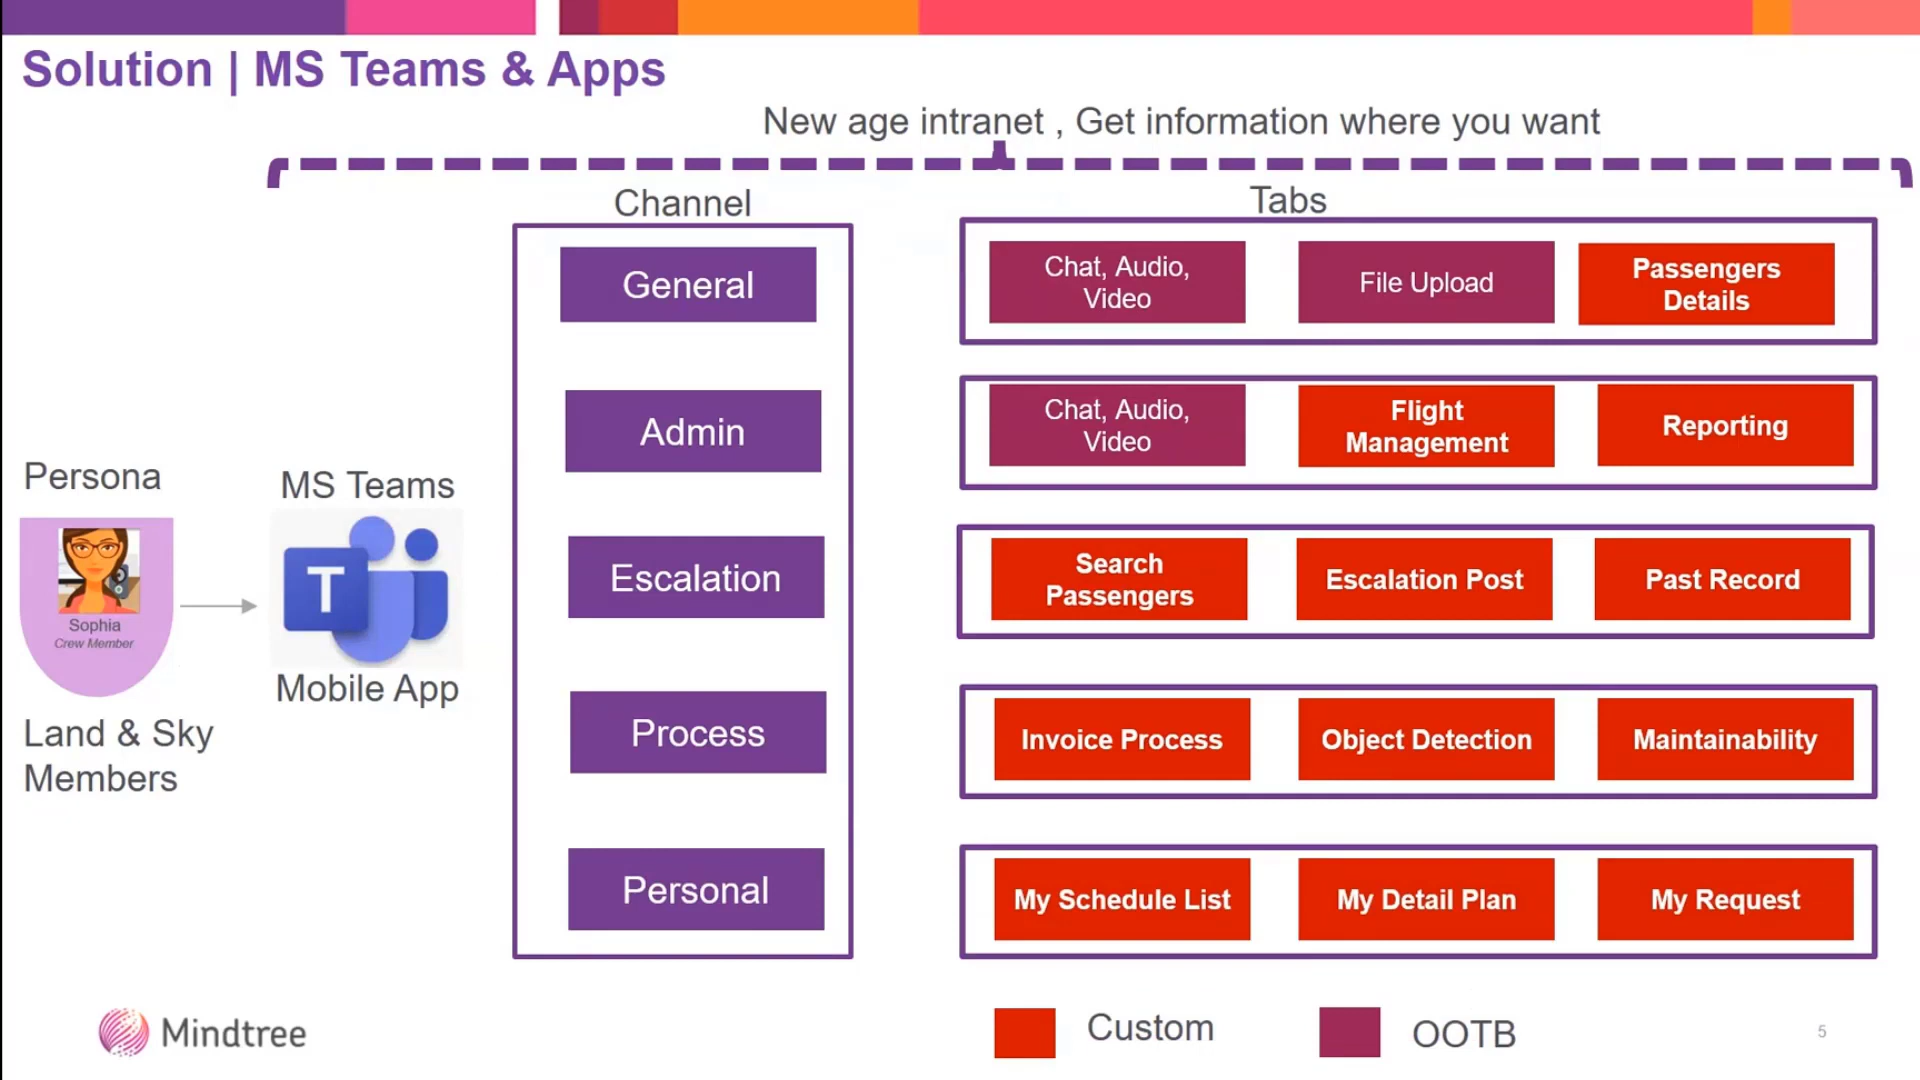 Solution | MS Teams & Apps
New age intranet , Get information where you want
Channel
Tabs
General
Chat, Audio,
Video
File Upload
Passengers
Details
Admin
Chat, Audio,
Video
Flight
Management
Reporting
Persona
Sophia
Crew Member
Land & Sky
Members
MS Teams
T
Mobile App
Escalation
Search
Passengers
Escalation Post
Past Record
Process
Invoice Process
Object Detection
Maintainability
Personal
My Schedule List
My Detail Plan
My Request
Mindtree
Custom
OOTB
5